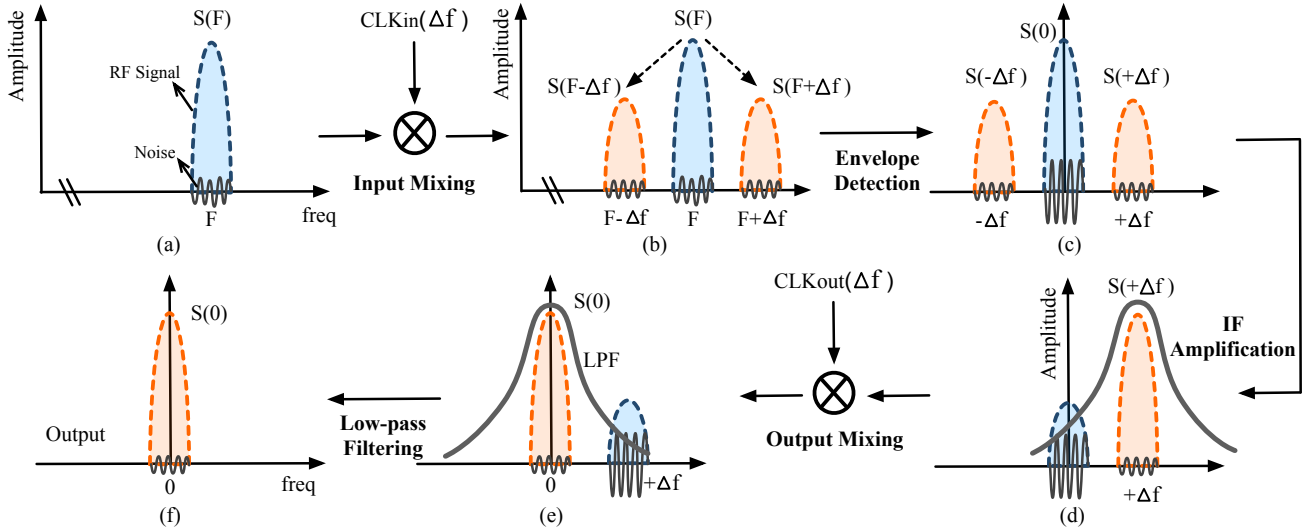 Amplitude
S(F)
RF Signal
Noise
F
freq
(a)
CLKin(Δf)
Input Mixing
Amplitude
S(F)
S(F-Δf)
S(F+Δf)
F-Δf
F
F+Δf
(b)
Envelope
Detection
S(0)
S(-Δf)
S(+Δf)
-Δf
+Δf
(c)
IF
Amplification
Amplitude
S(+Δf)
+Δf
(d)
CLKout(Δf)
Output Mixing
S(0)
LPF
0
+Δf
(e)
Low-pass
Filtering
S(0)
Output
0
freq
(f)